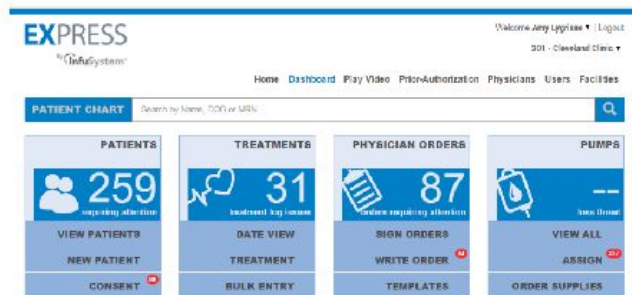 Welcome Amy Lygrisse ▼ | Logout
EXPRESS
by InfuSystem
301 - Cleveland Clinic ▼
Home Dashboard Play Video Prior-Authorization Physicians Users Facilities
PATIENT CHART Search by Name, DOB or MRN
PATIENTS
259
requiring attention
VIEW PATIENTS
NEW PATIENT
CONSENT
TREATMENTS
31
treatment log issues
DATE VIEW
TREATMENT
BULK ENTRY
PHYSICIAN ORDERS
87
orders requiring attention
SIGN ORDERS
WRITE ORDER
TEMPLATES
PUMPS
--
VIEW ALL
ASSIGN
ORDER SUPPLIES